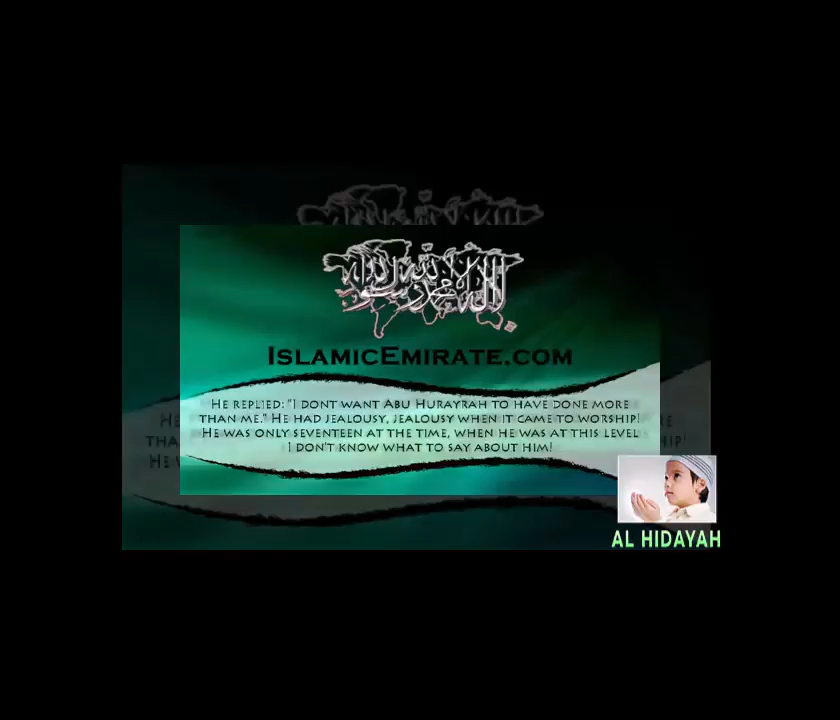 IslamicEmirate.com
He replied: "I dont want Abu Hurayrah to have done more
than me." He had jealousy, jealousy when it came to worship!
He was only seventeen at the time, when he was at this level
I don't know what to say about him!
AL HIDAYAH